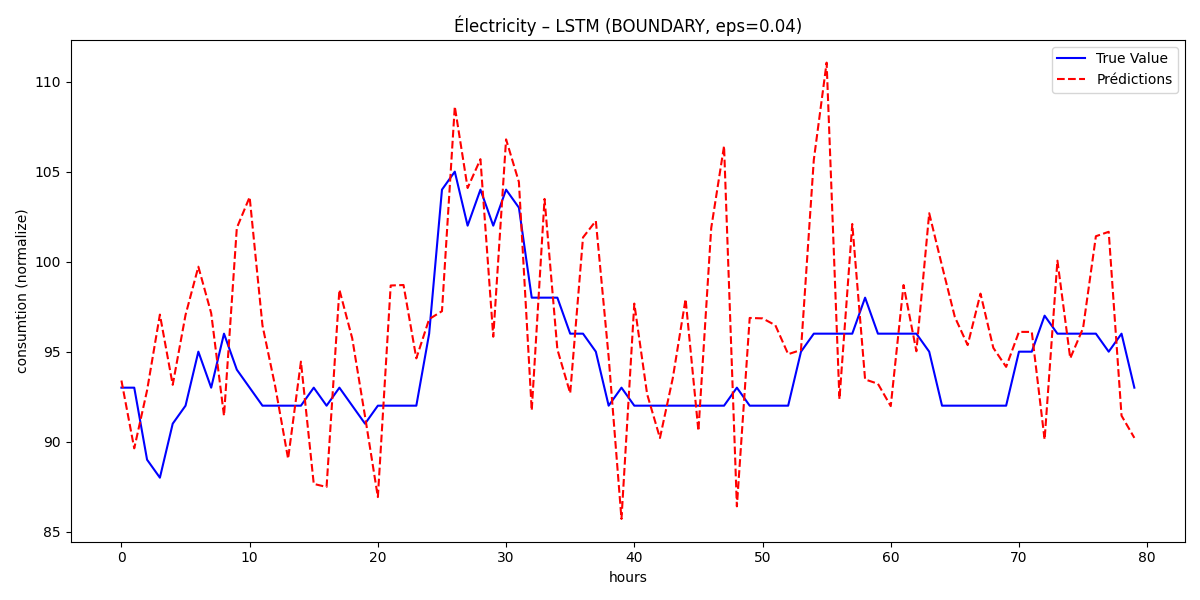 Électricity – LSTM (BOUNDARY, eps=0.04)
True Value
Prédictions
110
105
100
95
90
85
consumtion (normalize)
0 10 20 30 40 50 60 70 80
hours